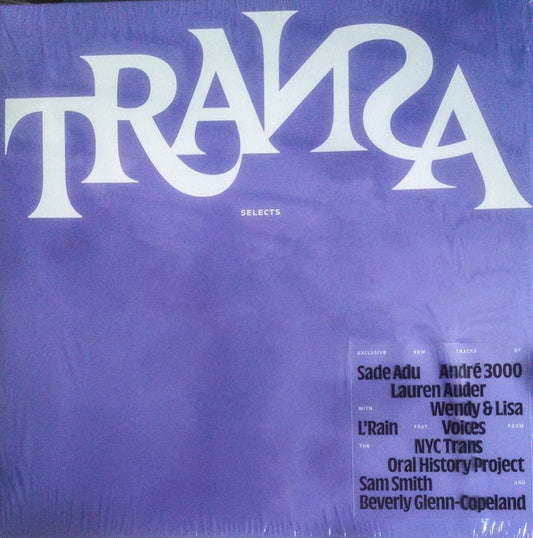 TRANSA
SELECTS
EXCLUSIVE NEW TRACKS BY
Sade Adu André 3000
Lauren Auder
WITH Wendy & Lisa
L'Rain FEAT Voices FROM
THE NYC Trans
Oral History Project
Sam Smith AND
Beverly Glenn-Copeland